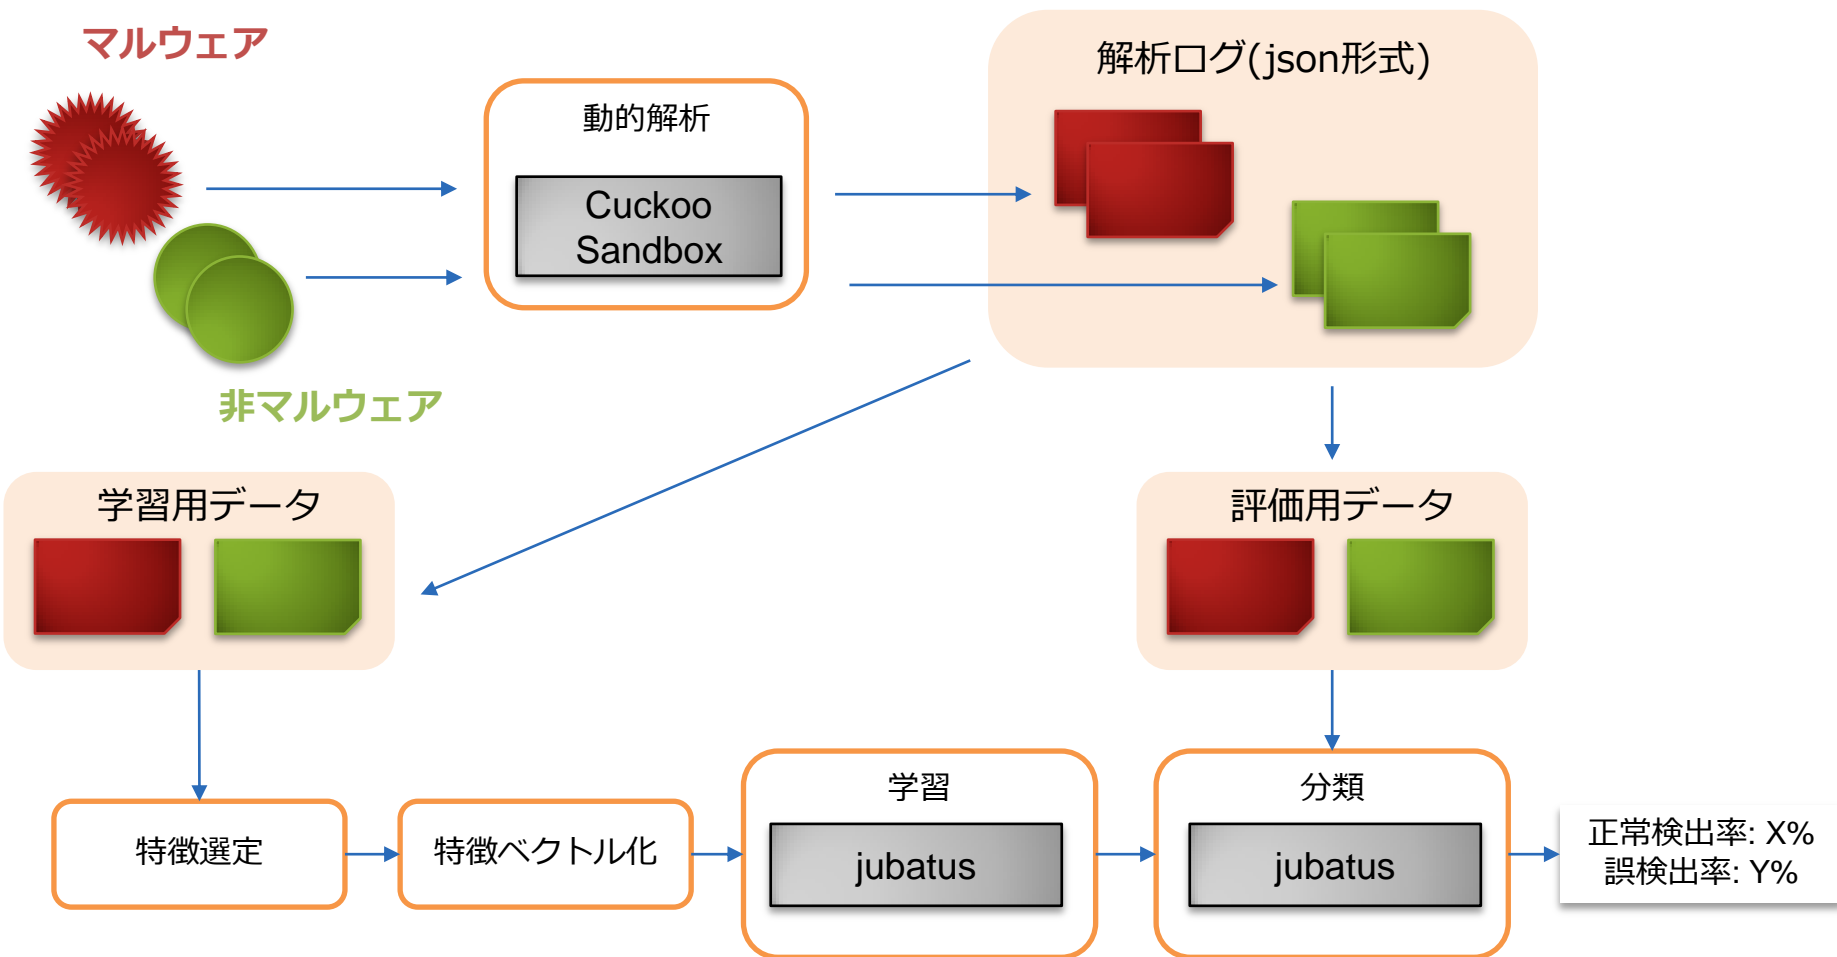 マルウェア
解析ログ(json形式)
動的解析
Cuckoo
Sandbox
非マルウェア
学習用データ
評価用データ
特徴選定
特徴ベクトル化
学習
jubatus
分類
jubatus
正常検出率: X%
誤検出率: Y%